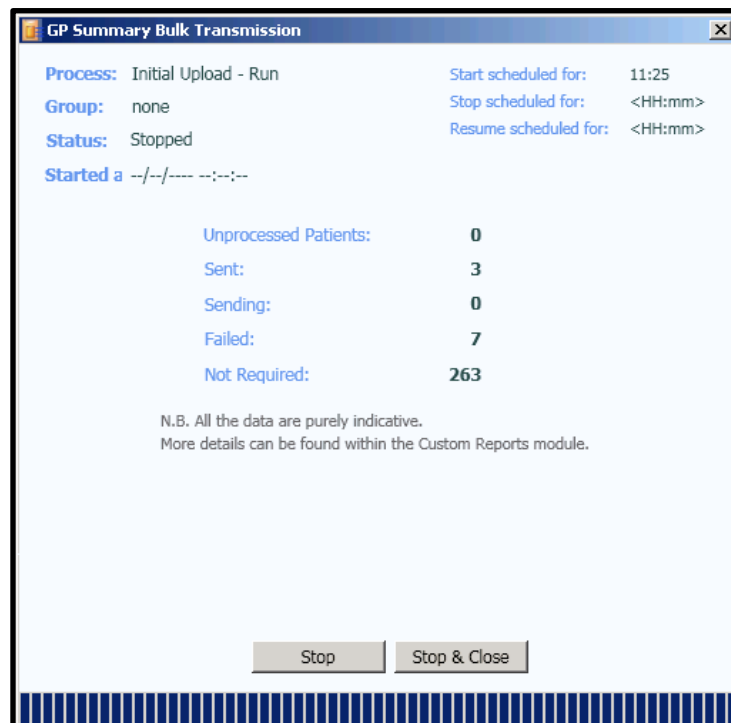 GP Summary Bulk Transmission
Process: Initial Upload - Run
Start scheduled for: 11:25
Group: none
Stop scheduled for: <HH:mm>
Status: Stopped
Resume scheduled for: <HH:mm>
Started a --/--/---- --:--:--
Unprocessed Patients: 0
Sent: 3
Sending: 0
Failed: 7
Not Required: 263
N.B. All the data are purely indicative.
More details can be found within the Custom Reports module.
Stop
Stop & Close